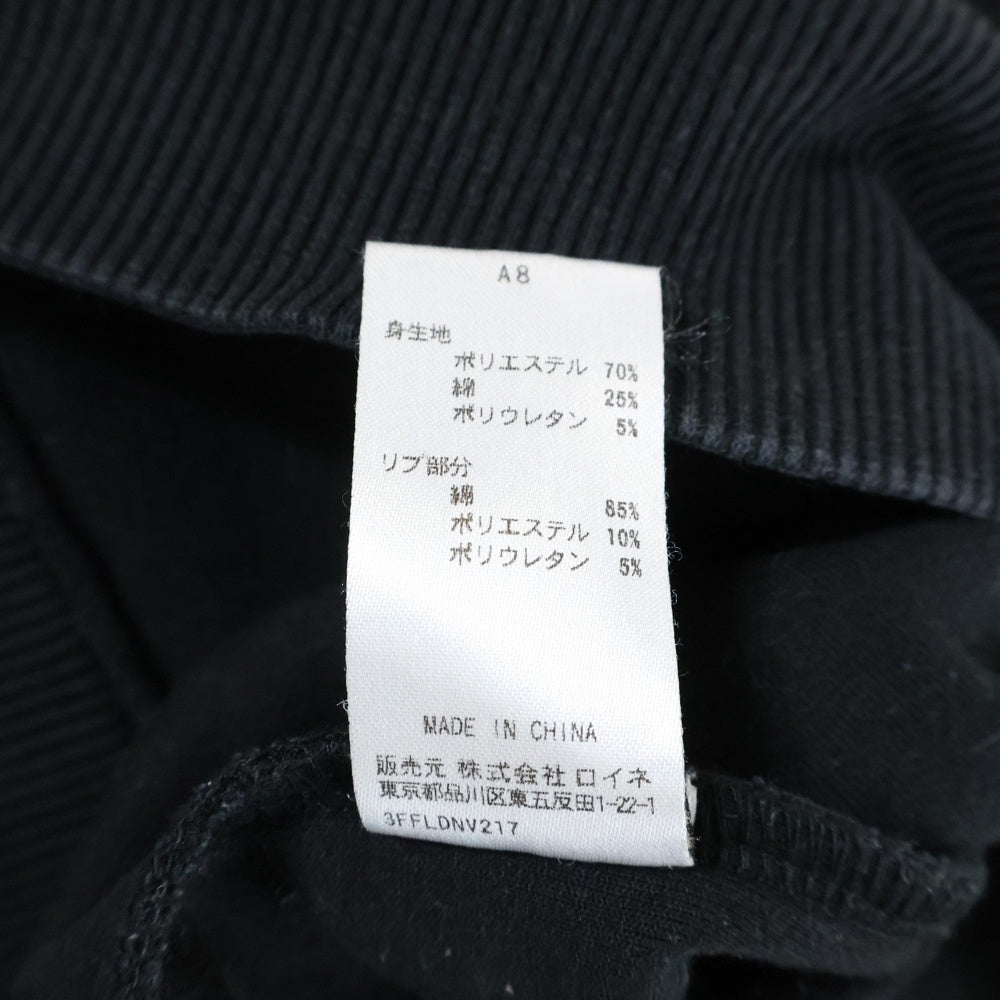 A8
身生地
ポリエステル 70%
綿 25%
ポリウレタン 5%
リブ部分
綿 85%
ポリエステル 10%
ポリウレタン 5%
MADE IN CHINA
販売元 株式会社 ロイネ
東京都品川区東五反田1-22-1
3FFLDNV217